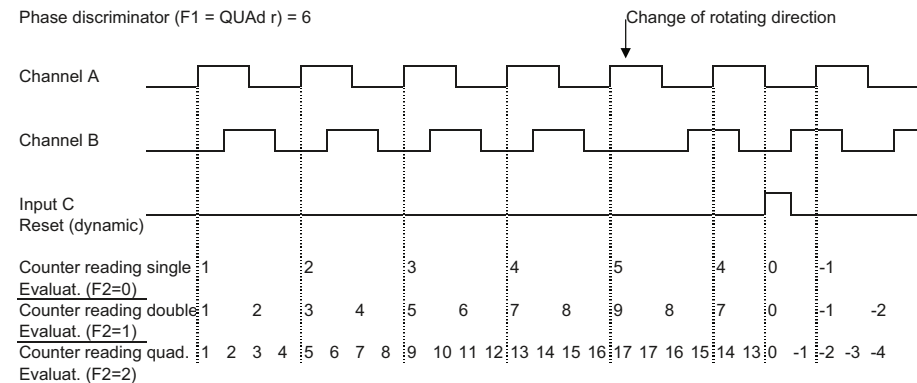 Phase discriminator (F1 = QUAd r) = 6
Change of rotating direction
Channel A
Channel B
Input C
Reset (dynamic)
Counter reading single 1 2 3 4 5 4 0 -1
Evaluat. (F2=0)
Counter reading double 1 2 3 4 5 6 7 8 9 8 7 0 -1 -2
Evaluat. (F2=1)
Counter reading quad. 1 2 3 4 5 6 7 8 9 10 11 12 13 14 15 16 17 17 16 15 14 13 0 -1 -2 -3 -4
Evaluat. (F2=2)